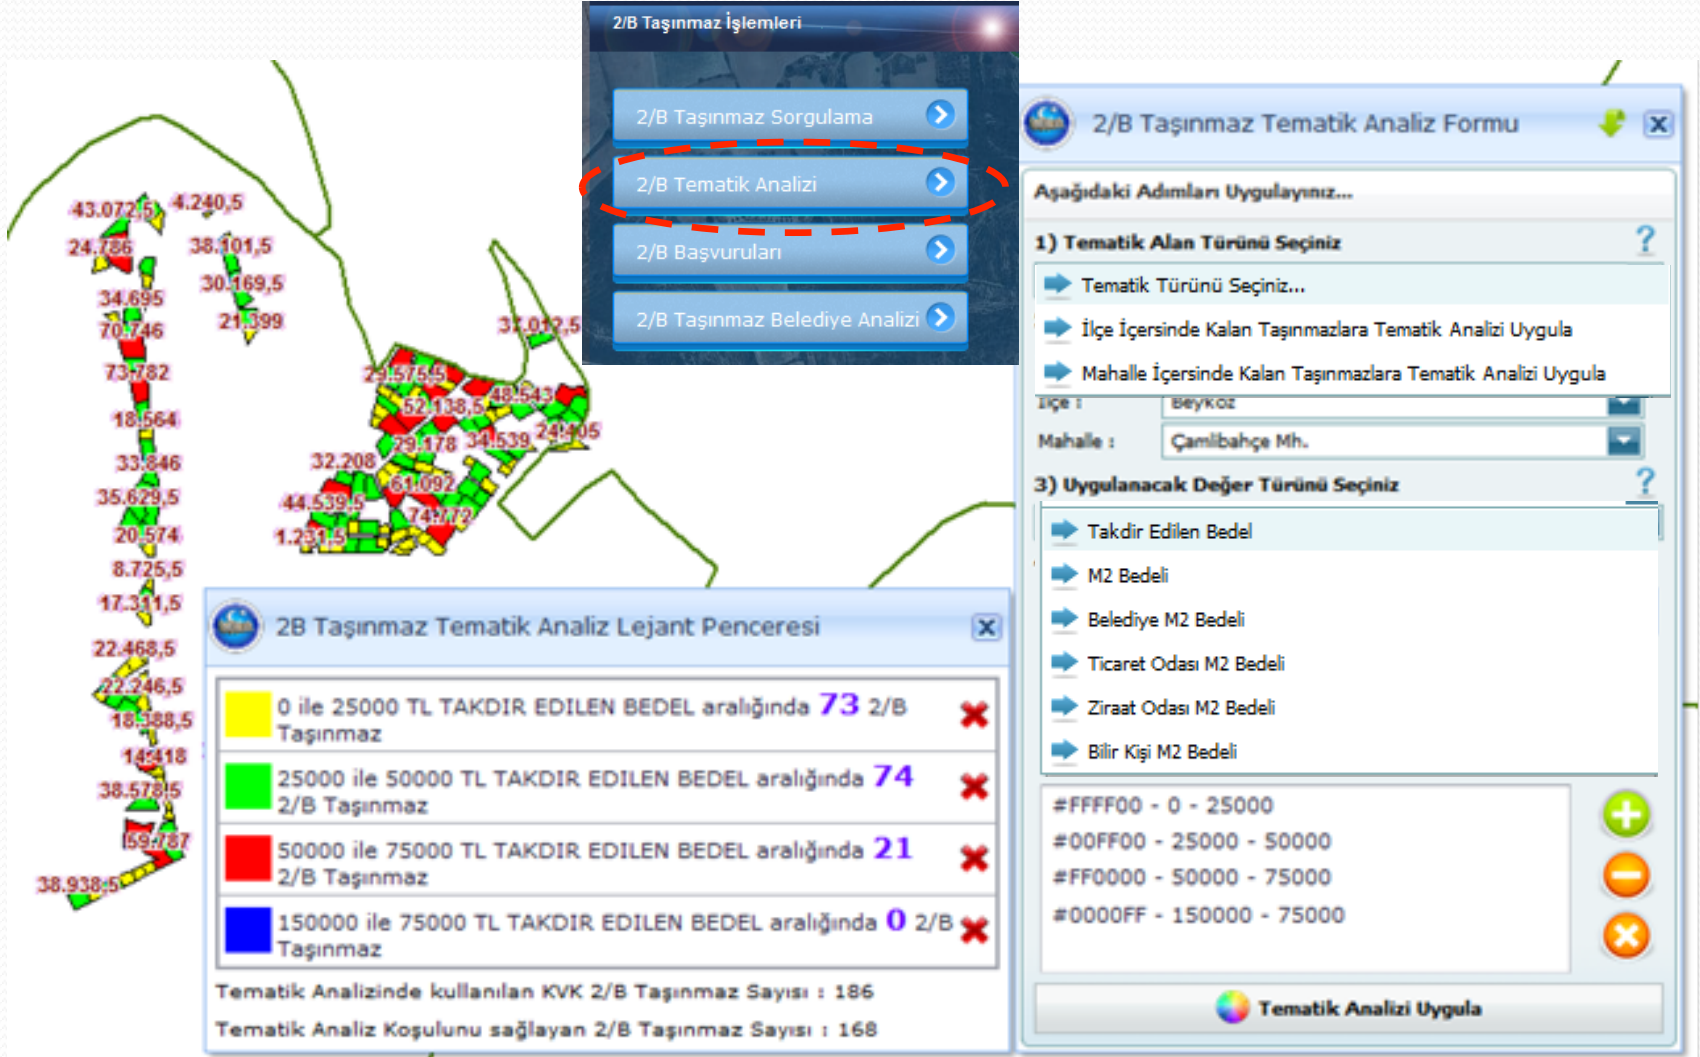 2/B Taşınmaz İşlemleri
2/B Taşınmaz Sorgulama
2/B Tematik Analizi
2/B Başvuruları
2/B Taşınmaz Belediye Analizi
43.072,5
4.240,5
24.786
38.101,5
34.695
30.169,5
70.746
21.399
73.782
18.564
33.846
35.629,5
20.574
8.725,5
17.311,5
22.468,5
22.246,5
18.388,5
14.418
38.578,5
59.787
38.938,5
37.012,5
29.575,5
48.543
52.138,5
29.178
34.539
24.405
32.208
61.092
44.539,5
74.772
1.231,5
2/B Taşınmaz Tematik Analiz Formu
Aşağıdaki Adımları Uygulayınız...
1) Tematik Alan Türünü Seçiniz
?
Tematik Türünü Seçiniz...
İlçe İçersinde Kalan Taşınmazlara Tematik Analizi Uygula
Mahalle İçersinde Kalan Taşınmazlara Tematik Analizi Uygula
İlçe : Beykoz
Mahalle : Çamlıbahçe Mh.
3) Uygulanacak Değer Türünü Seçiniz
?
Takdir Edilen Bedel
M2 Bedeli
Belediye M2 Bedeli
Ticaret Odası M2 Bedeli
Ziraat Odası M2 Bedeli
Bilir Kişi M2 Bedeli
#FFFF00 - 0 - 25000
#00FF00 - 25000 - 50000
#FF0000 - 50000 - 75000
#0000FF - 150000 - 75000
Tematik Analizi Uygula
2B Taşınmaz Tematik Analiz Lejant Penceresi
0 ile 25000 TL TAKDIR EDILEN BEDEL aralığında 73 2/B
Taşınmaz
25000 ile 50000 TL TAKDIR EDILEN BEDEL aralığında 74
2/B Taşınmaz
50000 ile 75000 TL TAKDIR EDILEN BEDEL aralığında 21
2/B Taşınmaz
150000 ile 75000 TL TAKDIR EDILEN BEDEL aralığında 0 2/B
Taşınmaz
Tematik Analizinde kullanılan KVK 2/B Taşınmaz Sayısı : 186
Tematik Analiz Koşulunu sağlayan 2/B Taşınmaz Sayısı : 168